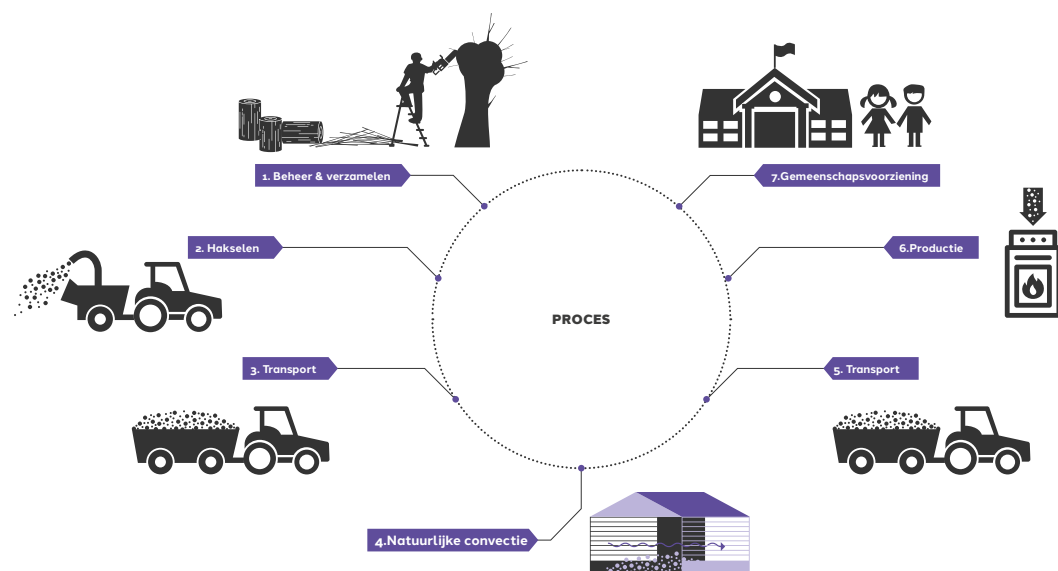 1. Beheer & verzamelen
7.Gemeenschapsvoorziening
2. Hakselen
6.Productie
PROCES
3. Transport
5. Transport
4.Natuurlijke convectie